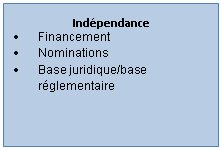 Indépendance
• Financement
• Nominations
• Base juridique/base
réglementaire